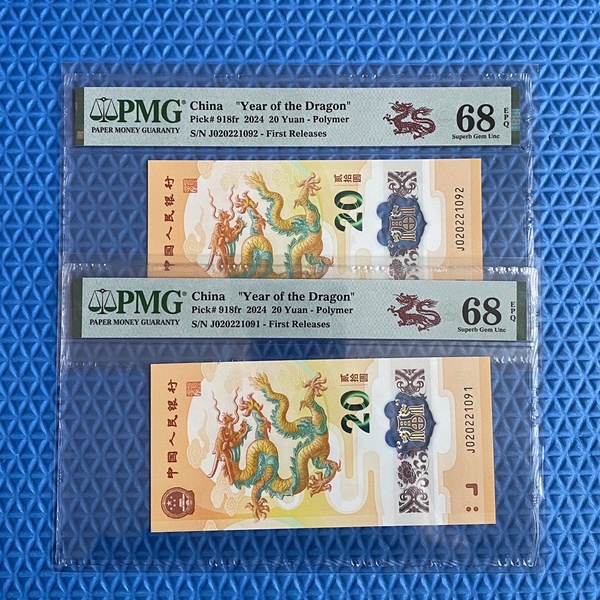 PMG
PAPER MONEY GUARANTY
China "Year of the Dragon"
Pick# 918fr 2024 20 Yuan - Polymer
S/N J020221092 - First Releases
68
EPQ
Superb Gem Unc
中国人民银行
20
贰拾圆
J020221092
PMG
PAPER MONEY GUARANTY
China "Year of the Dragon"
Pick# 918fr 2024 20 Yuan - Polymer
S/N J020221091 - First Releases
68
EPQ
Superb Gem Unc
中国人民银行
20
贰拾圆
J020221091